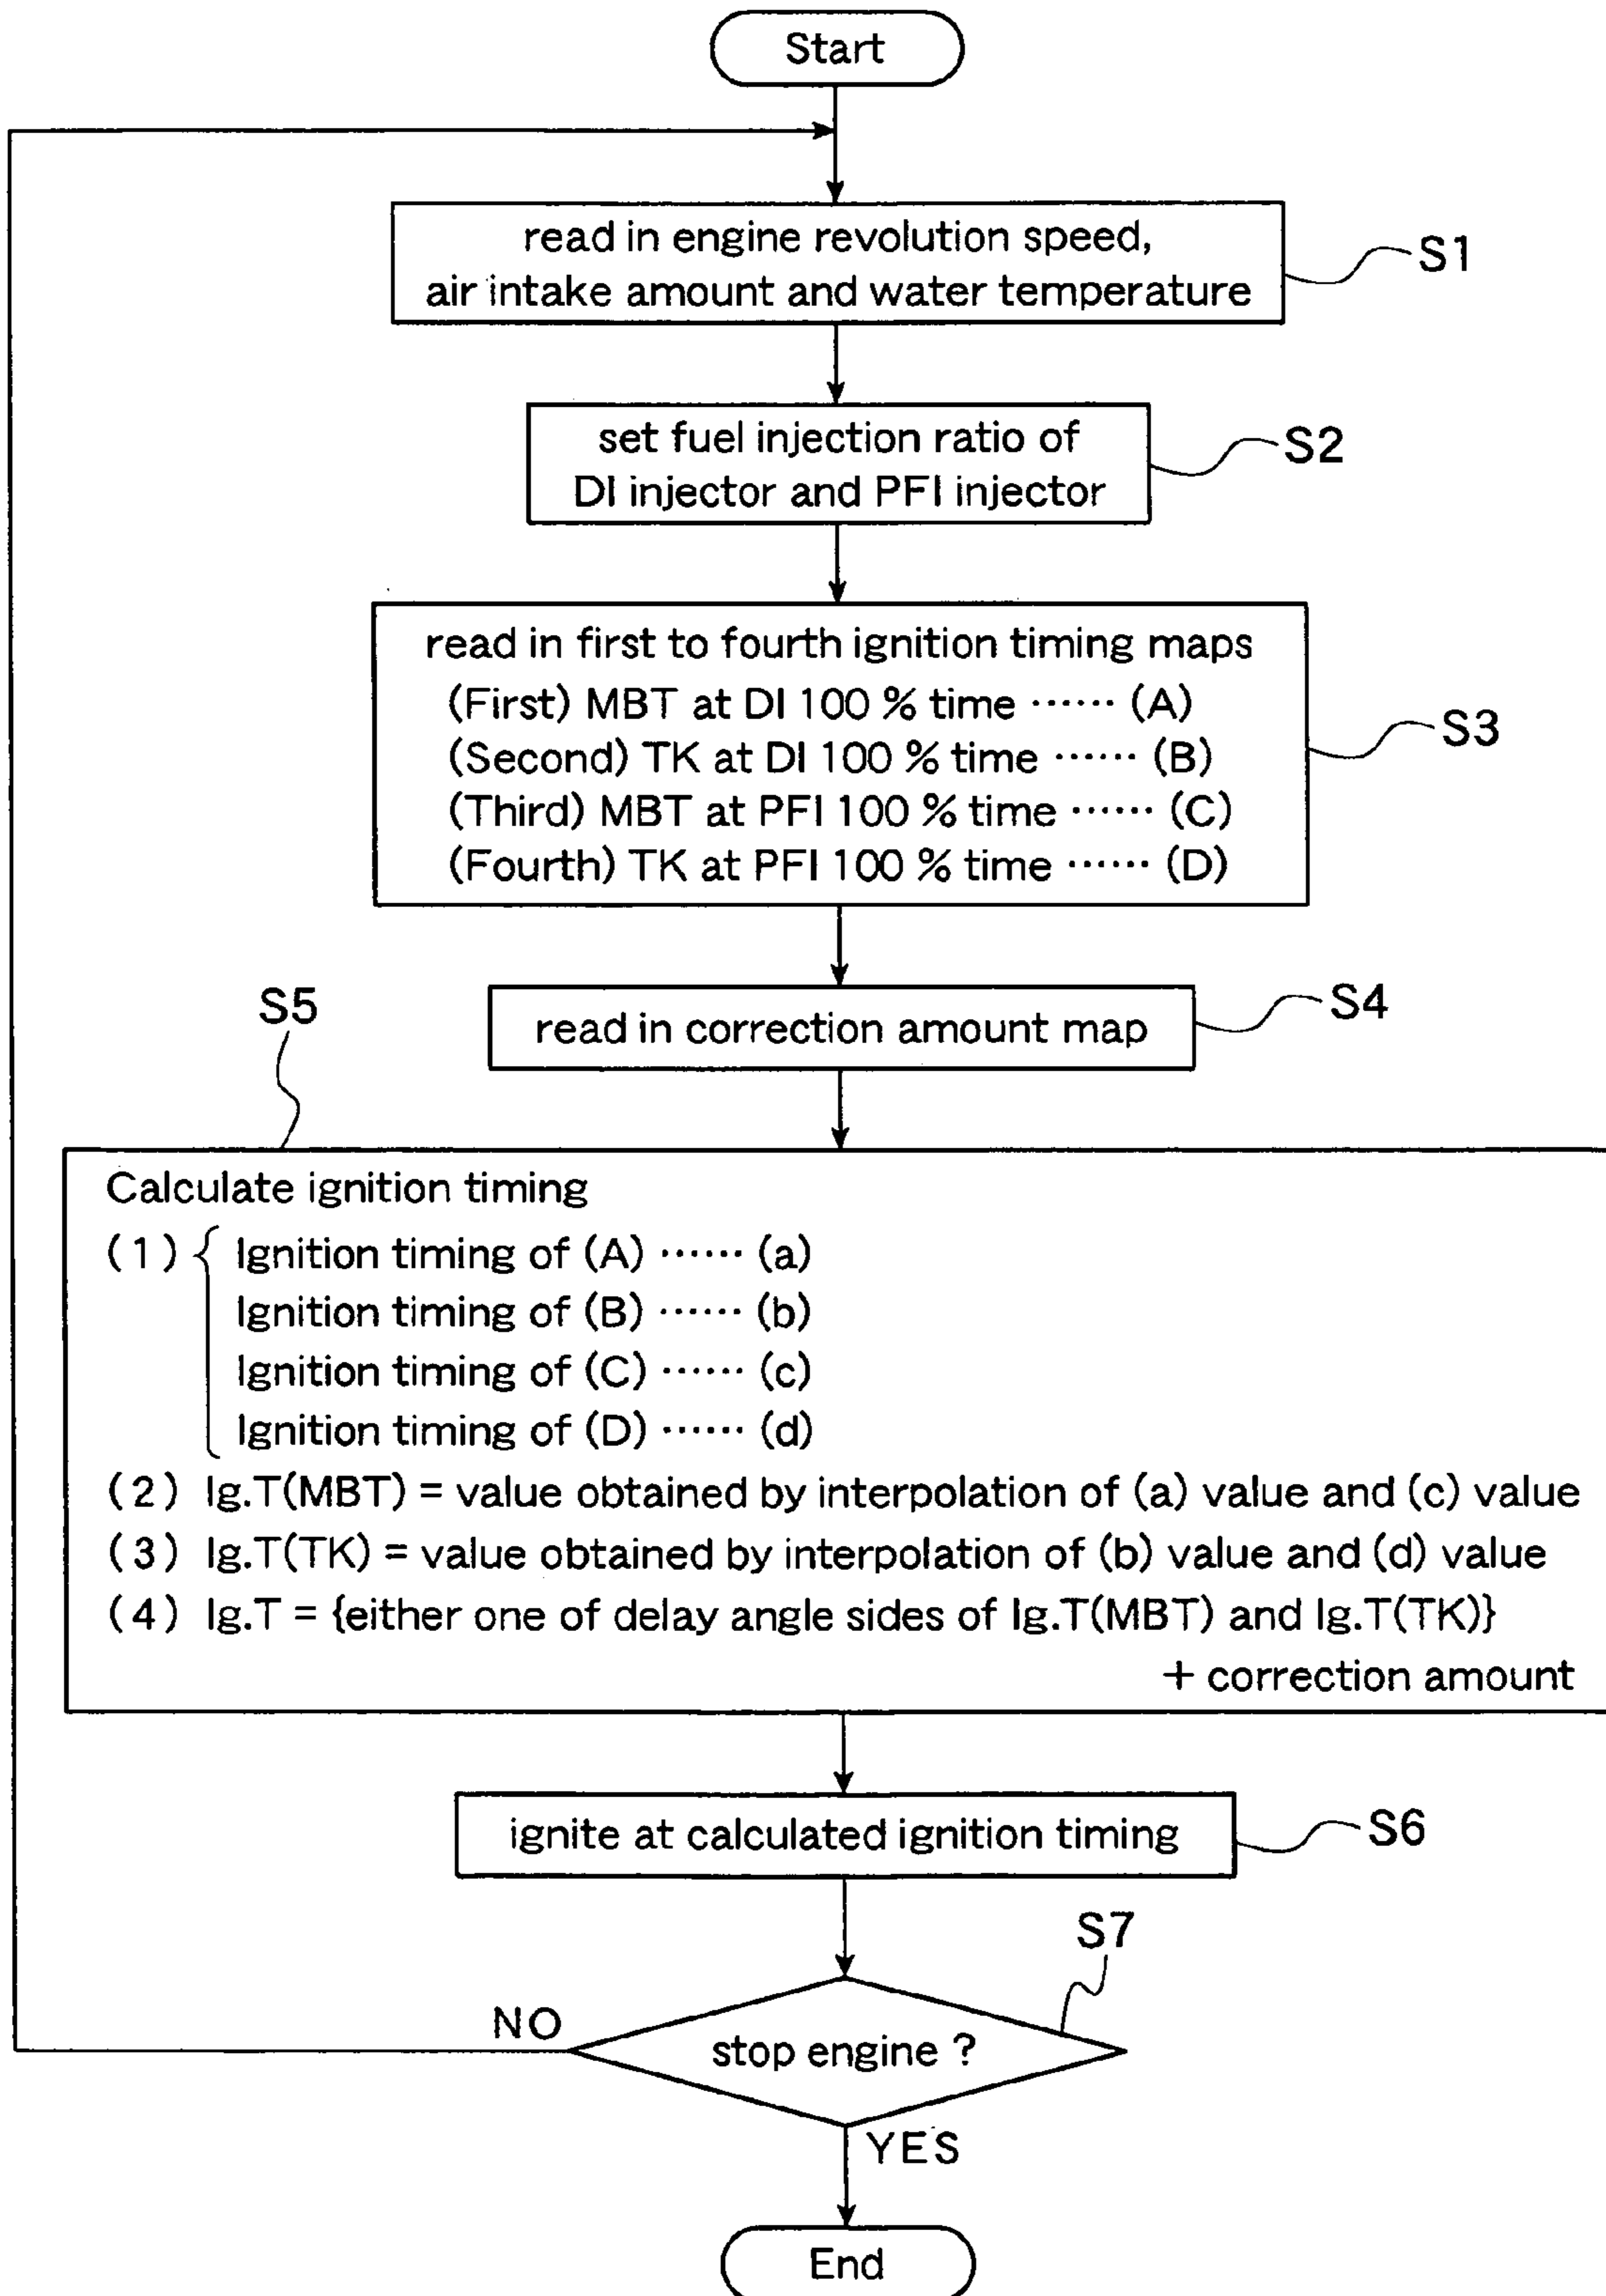 Start
read in engine revolution speed,
air intake amount and water temperature
S1
set fuel injection ratio of
DI injector and PFI injector
S2
read in first to fourth ignition timing maps
(First) MBT at DI 100 % time ...... (A)
(Second) TK at DI 100 % time ...... (B)
(Third) MBT at PFI 100 % time ...... (C)
(Fourth) TK at PFI 100 % time ...... (D)
S3
read in correction amount map
S4
S5
Calculate ignition timing
(1) { Ignition timing of (A) ...... (a)
Ignition timing of (B) ...... (b)
Ignition timing of (C) ...... (c)
Ignition timing of (D) ...... (d)
(2) Ig.T(MBT) = value obtained by interpolation of (a) value and (c) value
(3) Ig.T(TK) = value obtained by interpolation of (b) value and (d) value
(4) Ig.T = {either one of delay angle sides of Ig.T(MBT) and Ig.T(TK)}
+ correction amount
ignite at calculated ignition timing
S6
S7
stop engine ?
NO
YES
End